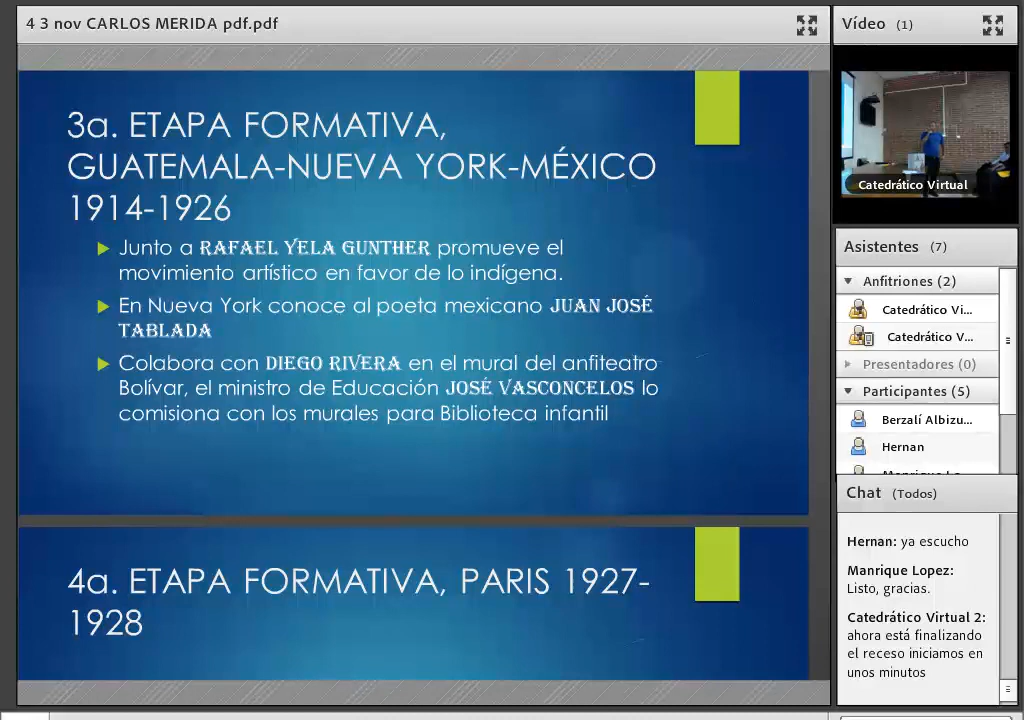 4 3 nov CARLOS MERIDA pdf.pdf
3a. ETAPA FORMATIVA,
GUATEMALA-NUEVA YORK-MÉXICO
1914-1926
Junto a RAFAEL YELA GUNTHER promueve el
movimiento artístico en favor de lo indígena.
En Nueva York conoce al poeta mexicano JUAN JOSÉ
TABLADA
Colabora con DIEGO RIVERA en el mural del anfiteatro
Bolívar, el ministro de Educación JOSÉ VASCONCELOS lo
comisiona con los murales para Biblioteca infantil
4a. ETAPA FORMATIVA, PARIS 1927-
1928
Vídeo (1)
Catedrático Virtual
Asistentes (7)
Anfitriones (2)
Catedrático Vi...
Catedrático V...
Presentadores (0)
Participantes (5)
Berzalí Albizu...
Hernan
Chat (Todos)
Hernan: ya escucho
Manrique Lopez:
Listo, gracias.
Catedrático Virtual 2:
ahora está finalizando
el receso iniciamos en
unos minutos